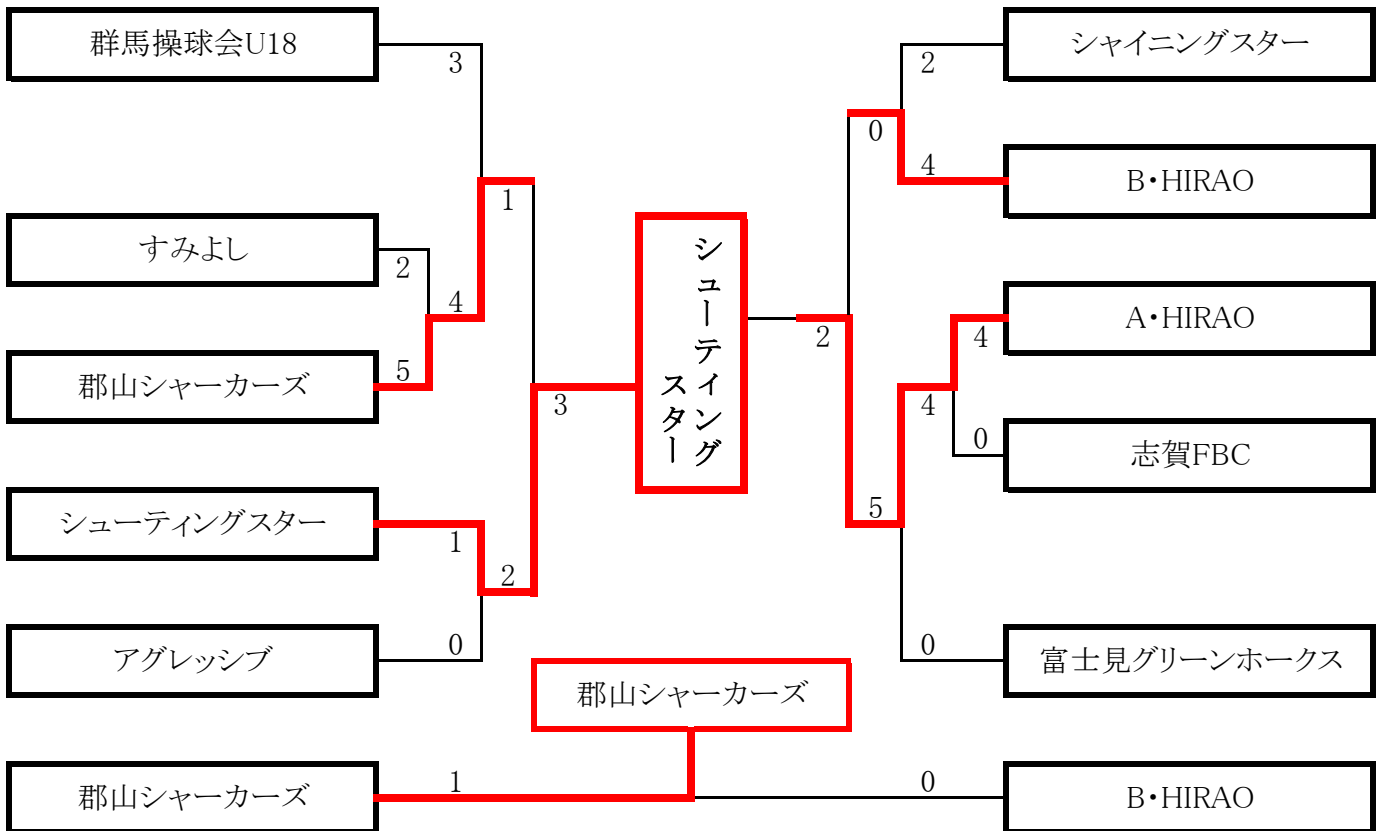 群馬操球会U18
3
シャイニングスター
2
0
4
B・HIRAO
1
すみよし
2
4
郡山シャーカーズ
5
シューティング
スター
3
2
A・HIRAO
4
4
志賀FBC
0
シューティングスター
1
2
5
アグレッシブ
0
富士見グリーンホークス
0
郡山シャーカーズ
郡山シャーカーズ
1
0
B・HIRAO